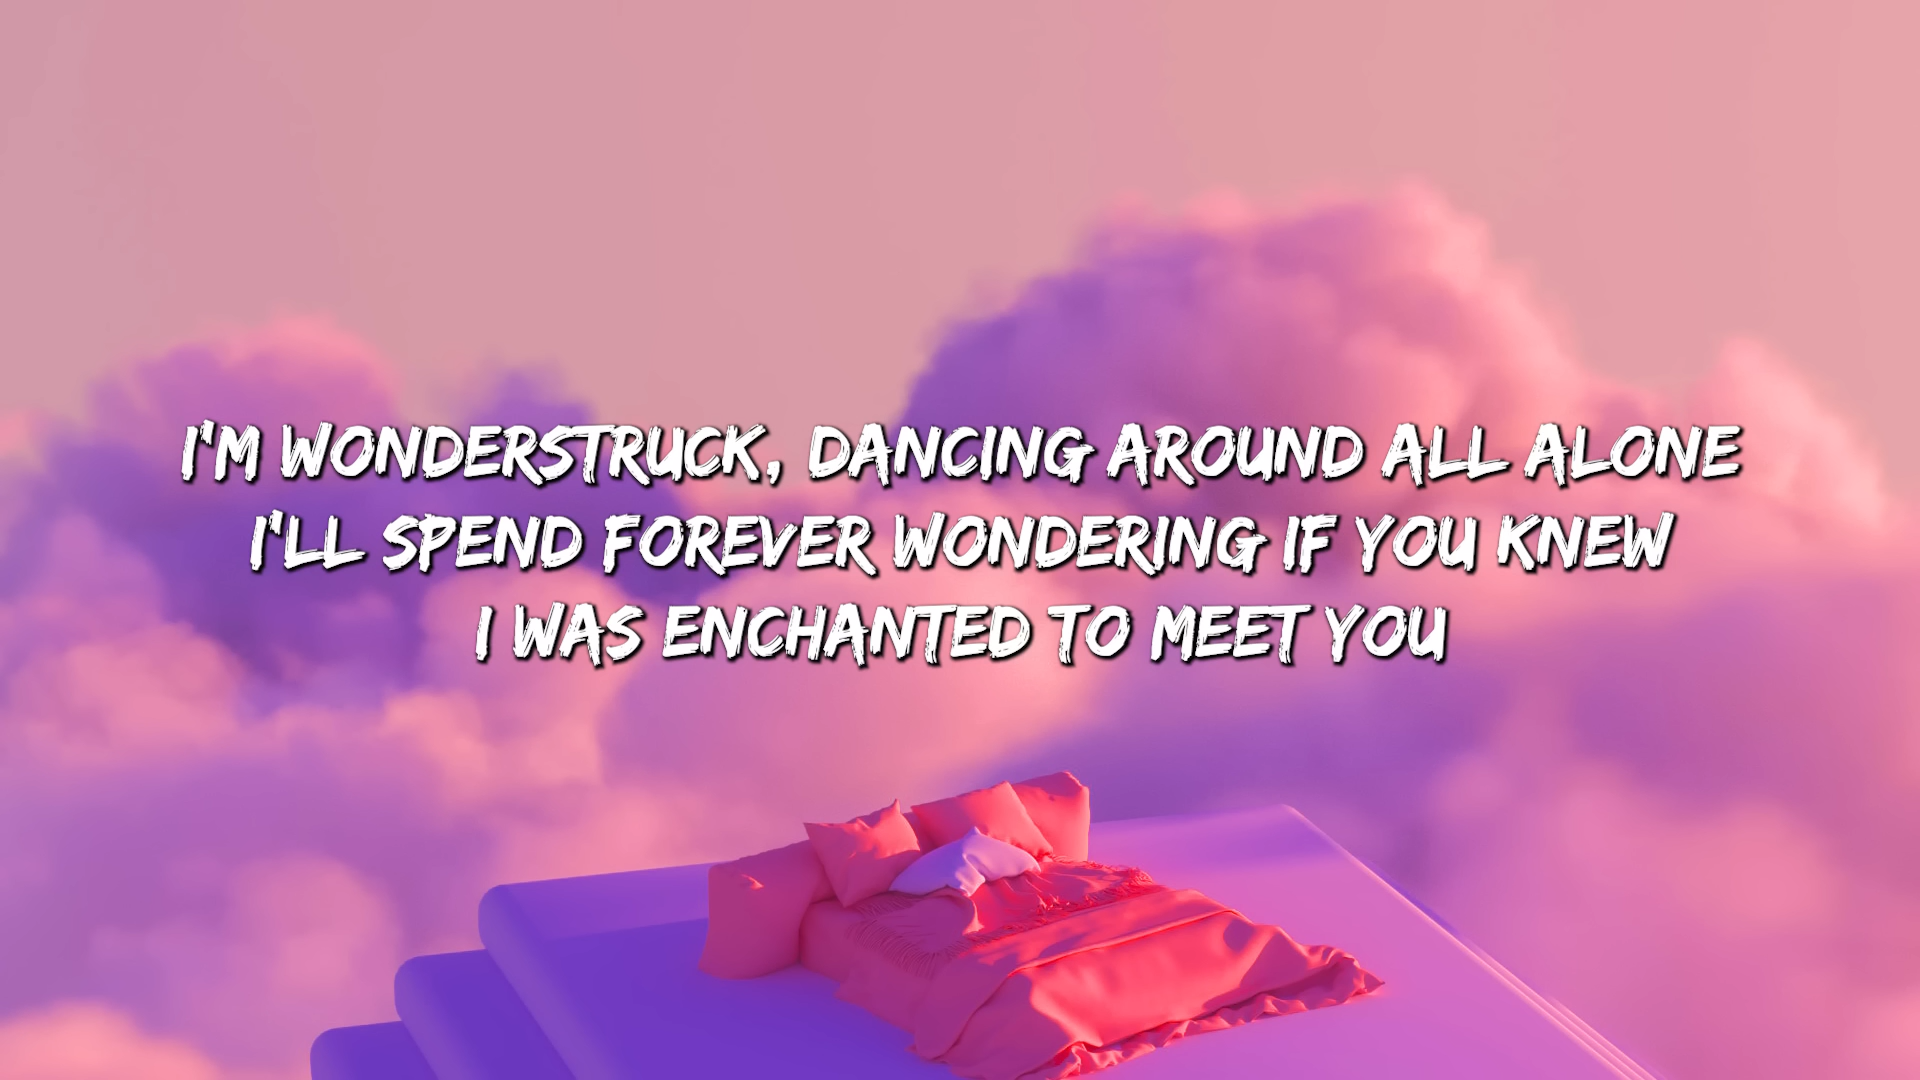 I'M WONDERSTRUCK, DANCING AROUND ALL ALONE
I'LL SPEND FOREVER WONDERING IF YOU KNEW
I WAS ENCHANTED TO MEET YOU